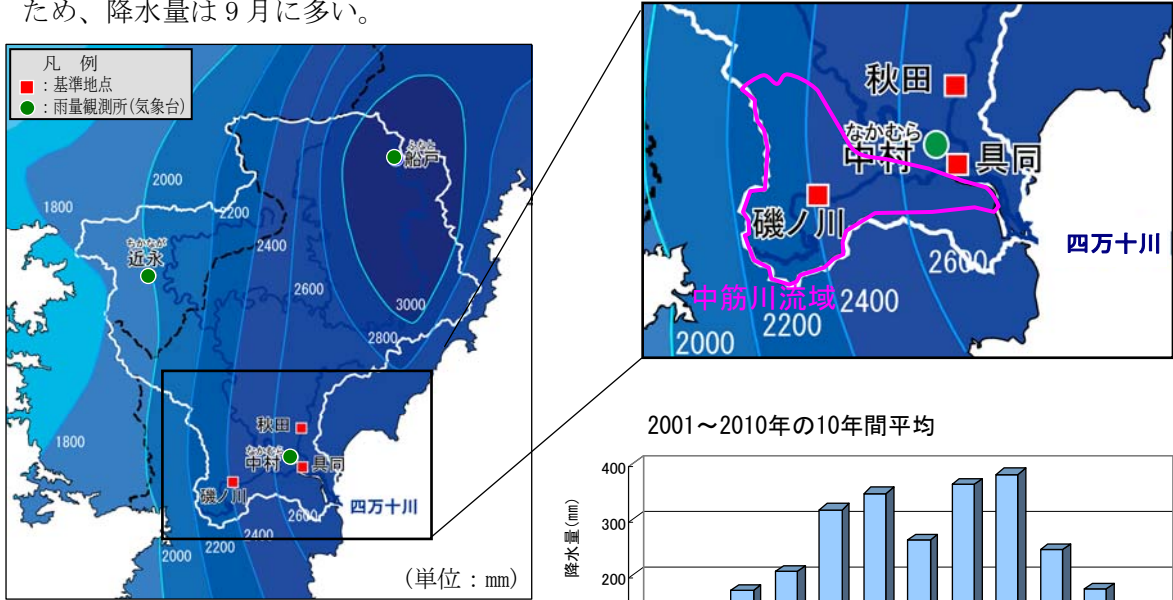 ため、降水量は9月に多い。
凡 例
：基準地点
：雨量観測所(気象台)
ふなと
船戸
2000
1800
2200
ちかなが
近永
2400
2600
3000
2800
1800
秋田
なかむら
中村
具同
磯ノ川
四万十川
2600
2400
2200
2000
(単位：mm)
秋田
なかむら
中村
具同
磯ノ川
四万十川
2600
中筋川流域
2400
2200
2000
2001～2010年の10年間平均
400
300
200
降水量(mm)